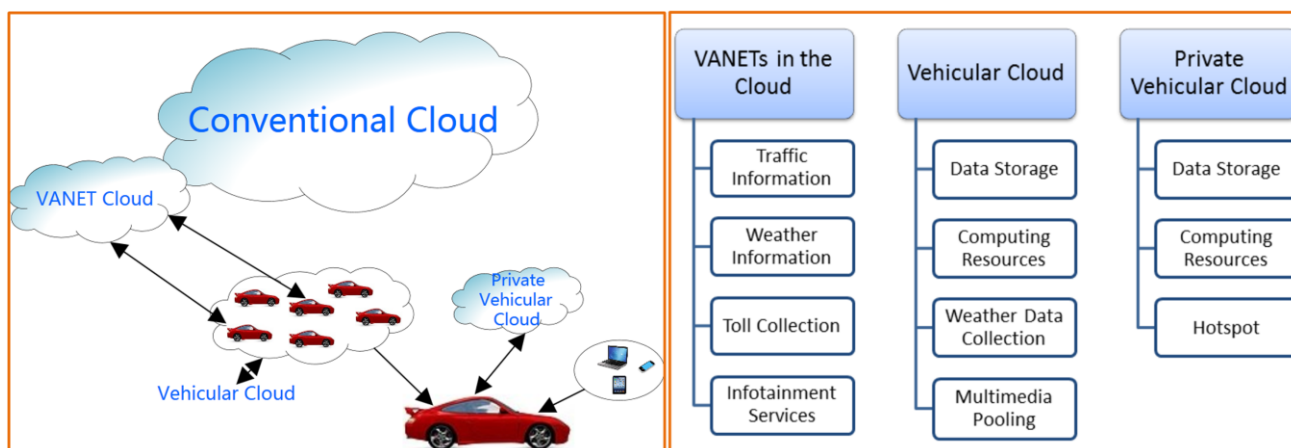 Conventional Cloud
VANET Cloud
Private
Vehicular
Cloud
Vehicular Cloud
VANETs in the
Cloud
Traffic
Information
Weather
Information
Toll Collection
Infotainment
Services
Vehicular Cloud
Data Storage
Computing
Resources
Weather Data
Collection
Multimedia
Pooling
Private
Vehicular Cloud
Data Storage
Computing
Resources
Hotspot